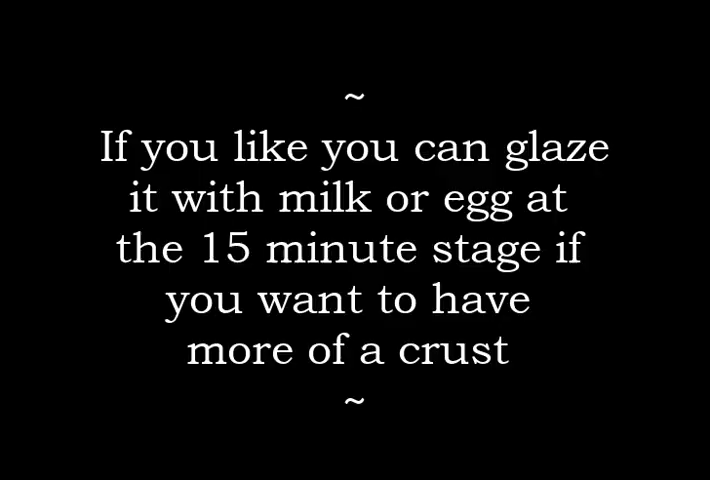 ~
If you like you can glaze
it with milk or egg at
the 15 minute stage if
you want to have
more of a crust
~